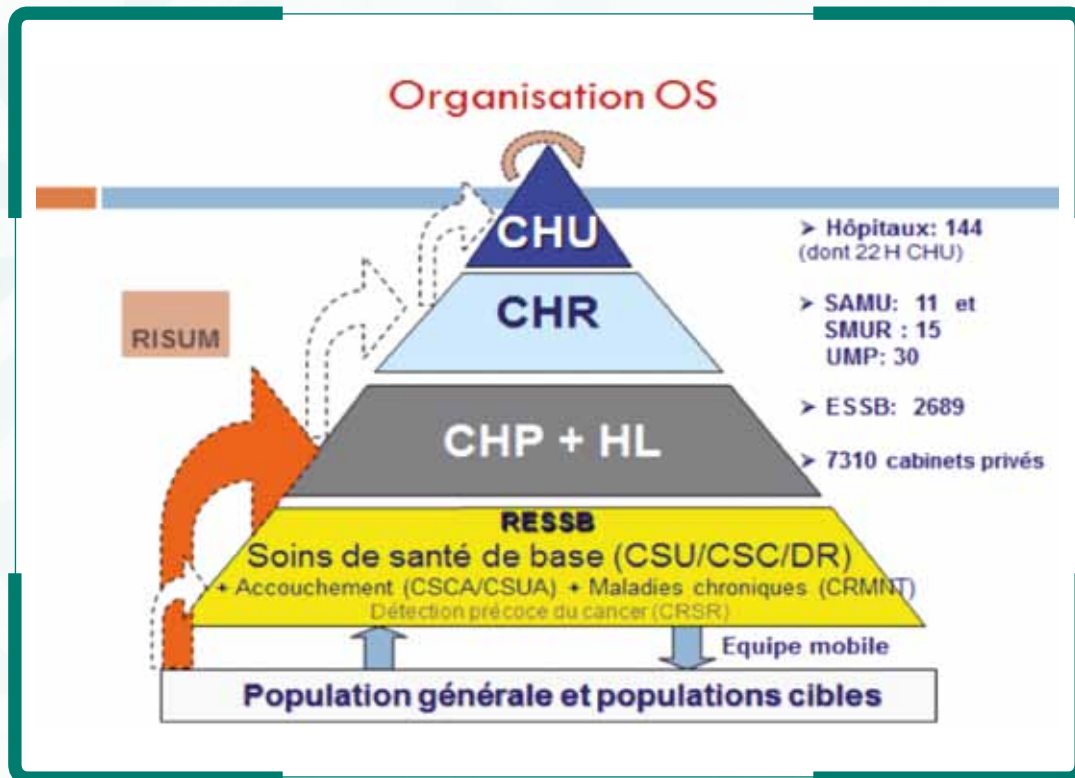 Organisation OS
CHU
CHR
CHP + HL
RESSB
Soins de santé de base (CSU/CSC/DR)
+ Accouchement (CSCA/CSUA) + Maladies chroniques (CRMNT)
Détection précoce du cancer (CRSR)
Equipe mobile
Population générale et populations cibles
RISUM
➢ Hôpitaux: 144
(dont 22 H CHU)
➢ SAMU: 11 et
SMUR : 15
UMP: 30
➢ ESSB: 2689
➢ 7310 cabinets privés